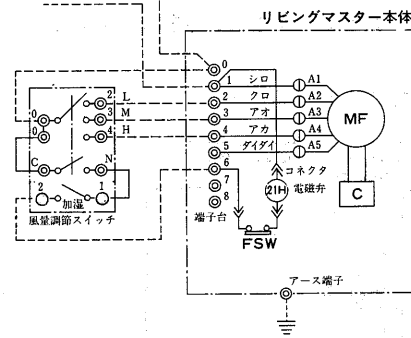 リビングマスター本体
0
1 シロ A1
2 クロ A2
3 アオ A3
4 アカ A4
5 ダイダイ A5
6
7
8
端子台
MF
C
コネクタ
21H 電磁弁
FSW
アース端子
2 L
0 3 M
0 4 H
C N
2 1
加湿
風量調節スイッチ